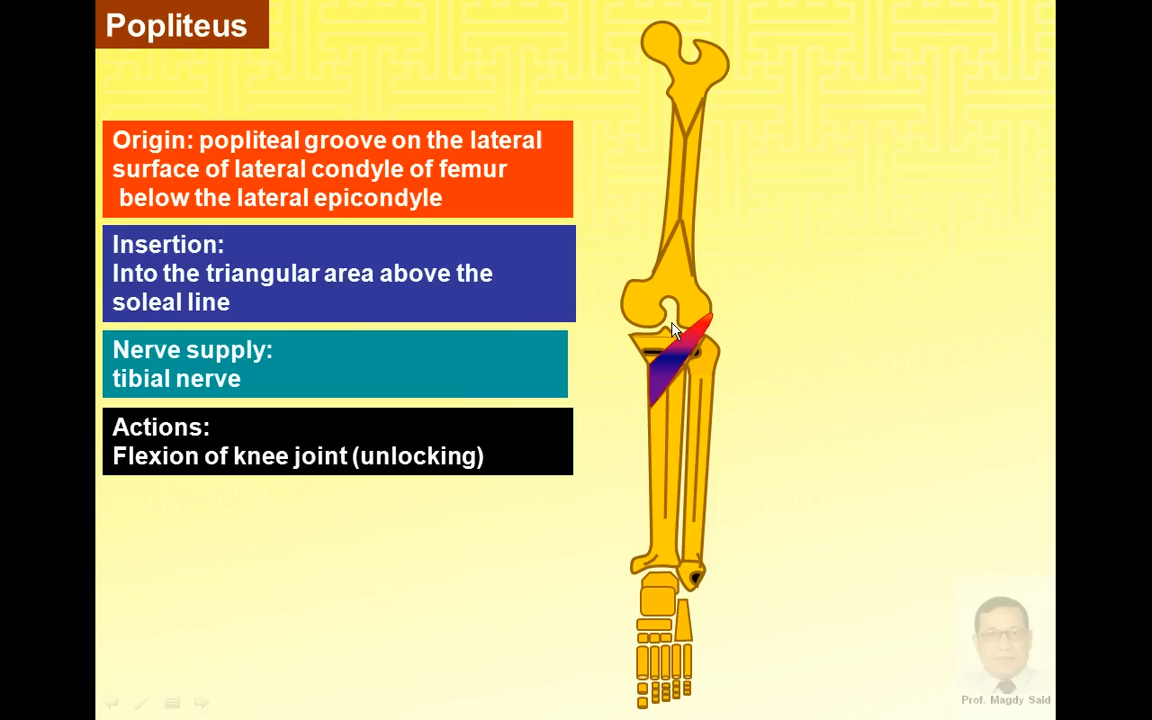 Popliteus
Origin: popliteal groove on the lateral
surface of lateral condyle of femur
below the lateral epicondyle
Insertion:
Into the triangular area above the
soleal line
Nerve supply:
tibial nerve
Actions:
Flexion of knee joint (unlocking)
Prof. Magdy Said